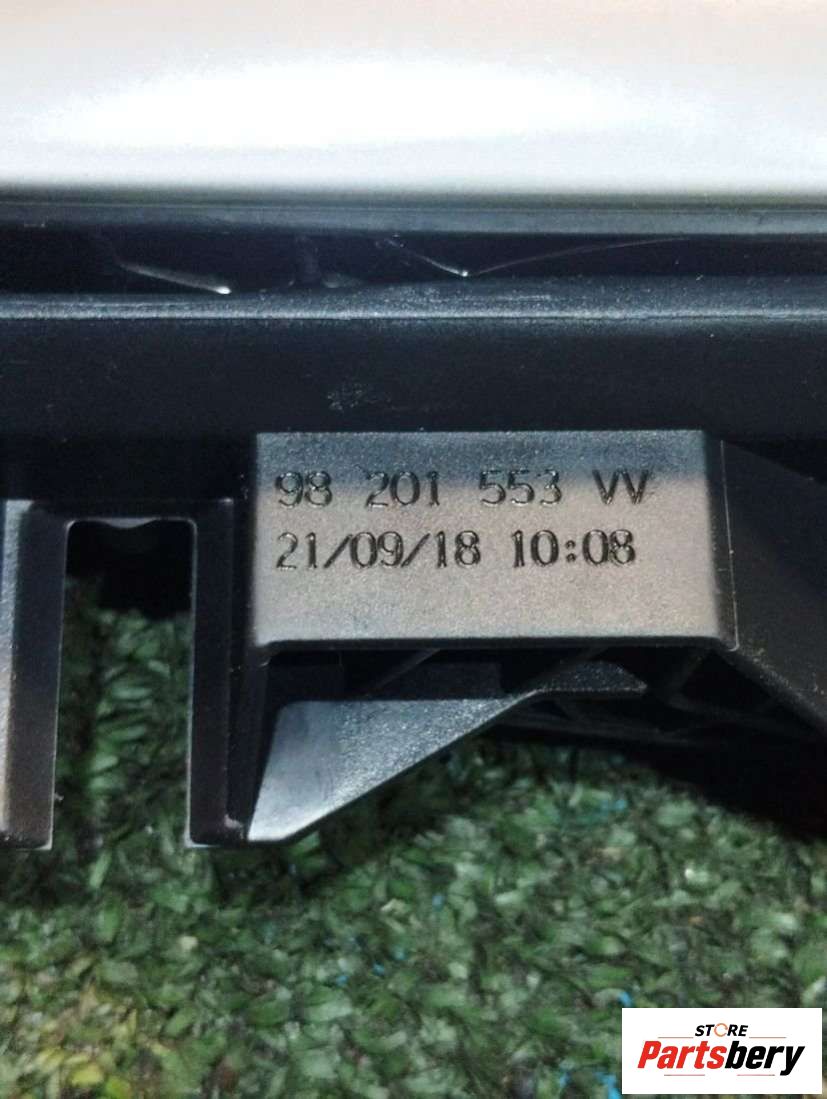 98 201 553 VV
21/09/18 10:08
STORE
Partsbery